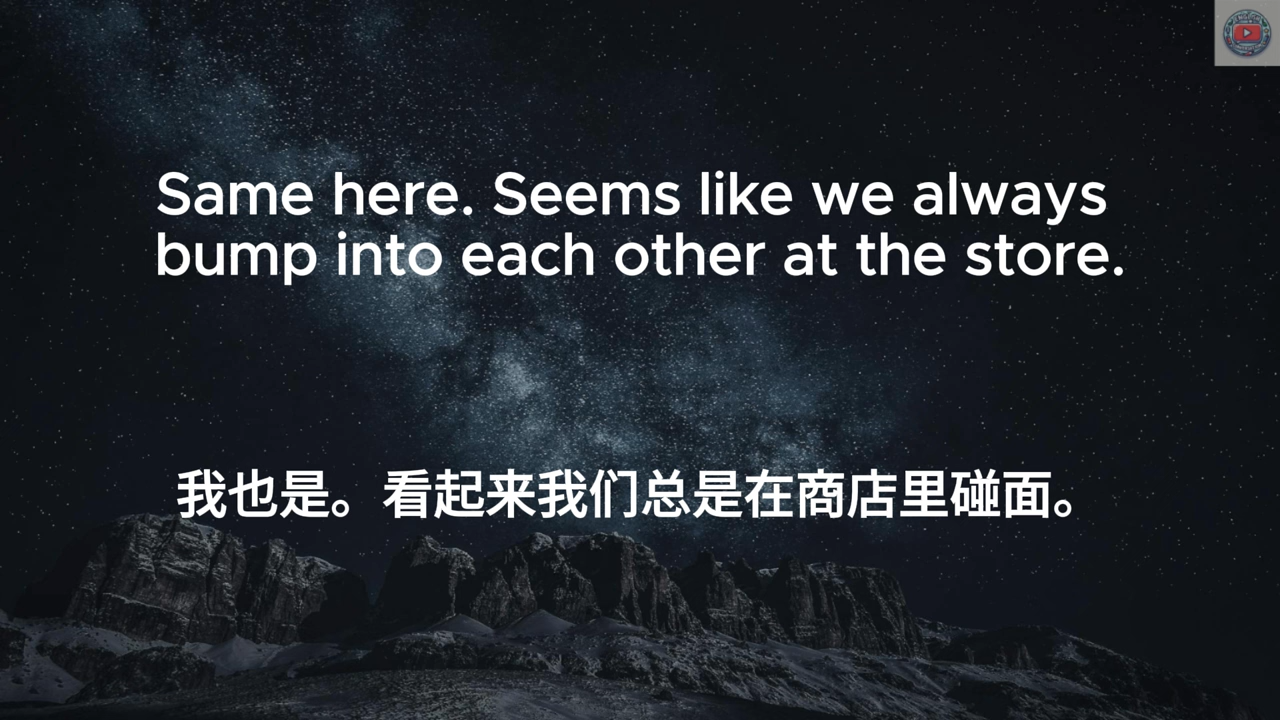 Same here. Seems like we always
bump into each other at the store.
我也是。看起来我们总是在商店里碰面。